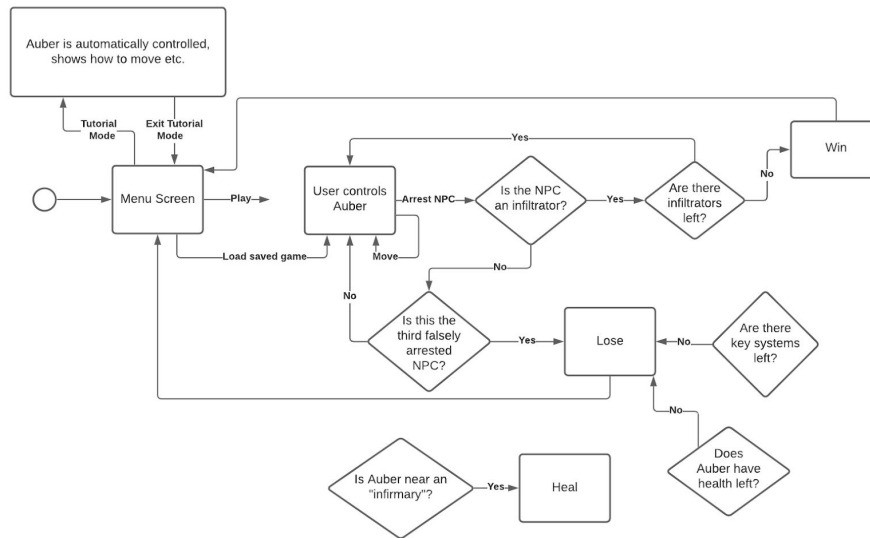 Auber is automatically controlled,
shows how to move etc.
Tutorial
Mode
Exit Tutorial
Mode
Yes
Win
No
Menu Screen
Play
User controls
Auber
Arrest NPC
Is the NPC
an infiltrator?
Yes
Are there
infiltrators
left?
Load saved game
Move
No
No
Is this the
third falsely
arrested
NPC?
Yes
Lose
No
Are there
key systems
left?
No
Does
Auber have
health left?
Is Auber near an
"infirmary"?
Yes
Heal